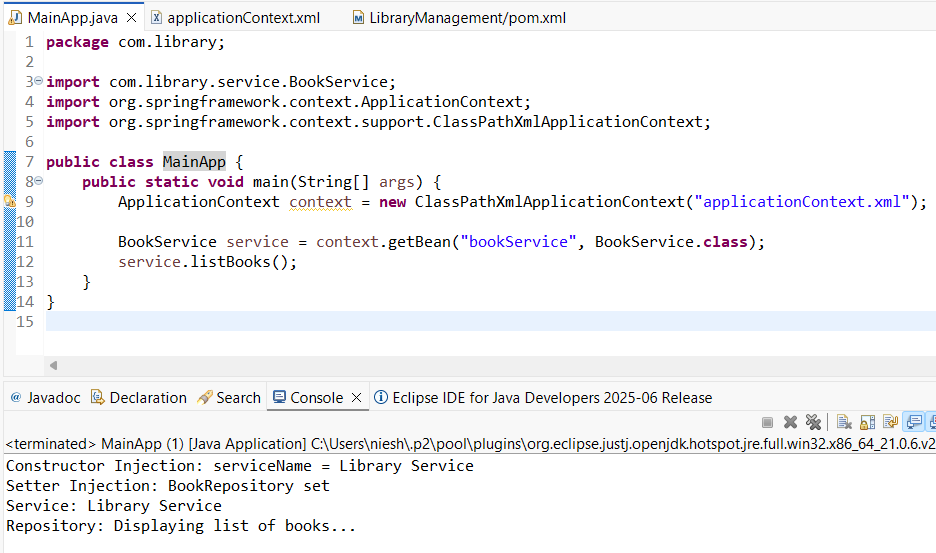 MainApp.java applicationContext.xml LibraryManagement/pom.xml
1 package com.library;
2
3 import com.library.service.BookService;
4 import org.springframework.context.ApplicationContext;
5 import org.springframework.context.support.ClassPathXmlApplicationContext;
6
7 public class MainApp {
8     public static void main(String[] args) {
9         ApplicationContext context = new ClassPathXmlApplicationContext("applicationContext.xml");
10
11         BookService service = context.getBean("bookService", BookService.class);
12         service.listBooks();
13     }
14 }
15
@ Javadoc Declaration Search Console Eclipse IDE for Java Developers 2025-06 Release
<terminated> MainApp (1) [Java Application] C:\Users\niesh\.p2\pool\plugins\org.eclipse.justj.openjdk.hotspot.jre.full.win32.x86_64_21.0.6.v2
Constructor Injection: serviceName = Library Service
Setter Injection: BookRepository set
Service: Library Service
Repository: Displaying list of books...